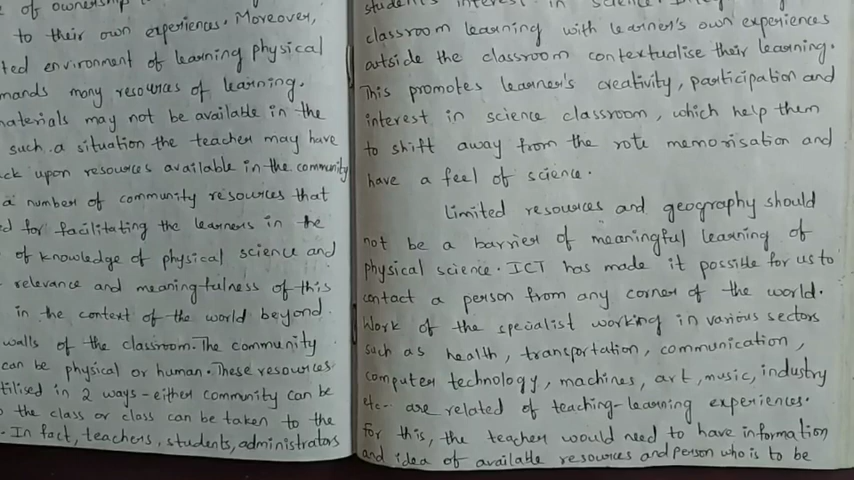 of ownership
to their own experiences. Moreover,
ted environment of learning physical
mands many resources of learning.
naterials may not be available in the
such a situation the teacher may have
ck upon resources available in the community
a number of community resources that
d for facilitating the learners in the
of knowledge of physical science and
relevance and meaningfulness of this
in the context of the world beyond
walls of the classroom. The community
can be physical or human. These resources
tilised in 2 ways - either community can be
the class or class can be taken to the
. In fact, teachers, students, administrators
students interest in science.
classroom learning with learner's own experiences
outside the classroom contextualise their learning.
This promotes learner's creativity, participation and
interest in science classroom, which help them
to shift away from the rote memorisation and
have a feel of science.
Limited resources and geography should
not be a barrier of meaningful learning of
physical science. ICT has made it possible for us to
contact a person from any corner of the world.
Work of the specialist working in various sectors
such as health, transportation, communication,
computer technology, machines, art, music, industry
etc.. are related of teaching-learning experiences.
For this, the teacher would need to have information
and idea of available resources and person who is to be